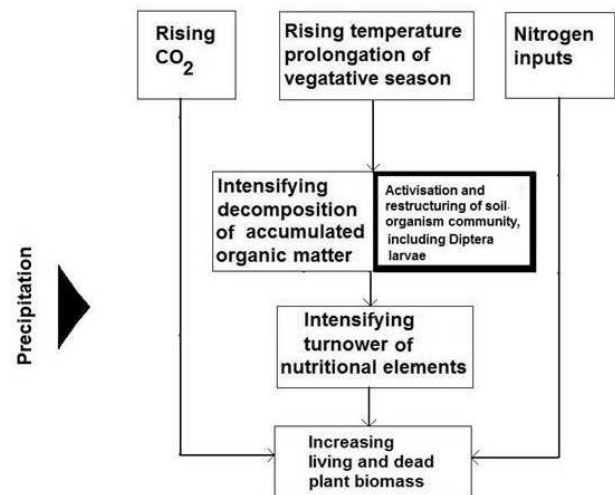 Rising
CO2
Rising temperature
prolongation of
vegatative season
Nitrogen
inputs
Intensifying
decomposition
of accumulated
organic matter
Activisation and
restructuring of soil-
organism community,
including Diptera
larvae
Precipitation
Intensifying
turnower of
nutritional elements
Increasing
living and dead
plant biomass